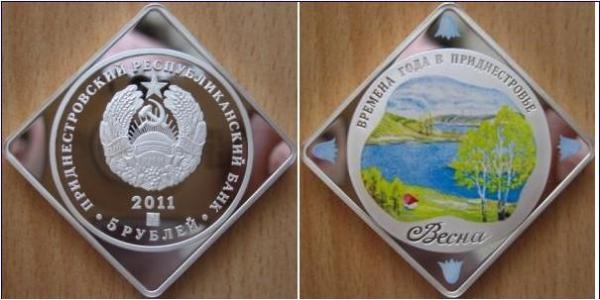 ПРИДНЕСТРОВСКИЙ РЕСПУБЛИКАНСКИЙ БАНК
2011
• 5 РУБЛЕЙ •
ВРЕМЕНА ГОДА В ПРИДНЕСТРОВЬЕ
Весна